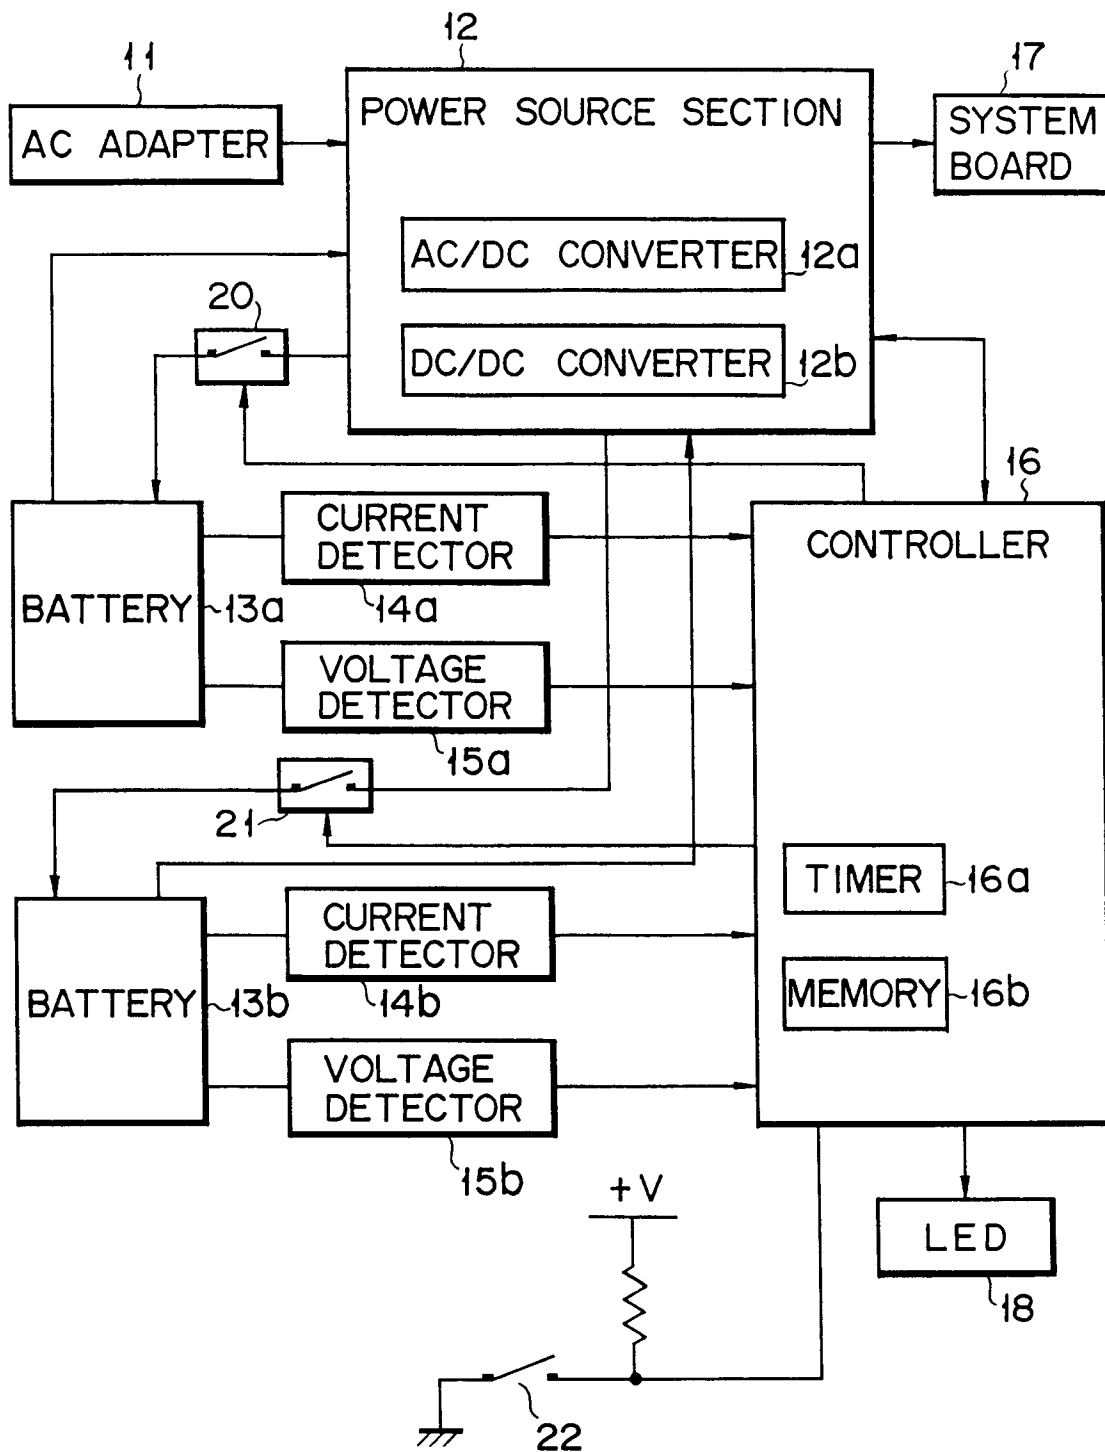 11
12
17
AC ADAPTER
POWER SOURCE SECTION
SYSTEM
BOARD
AC/DC CONVERTER
12a
20
DC/DC CONVERTER
12b
16
CURRENT
DETECTOR
CONTROLLER
BATTERY
13a
14a
VOLTAGE
DETECTOR
15a
21
TIMER
16a
CURRENT
DETECTOR
BATTERY
13b
14b
MEMORY
16b
VOLTAGE
DETECTOR
15b
+V
LED
18
22